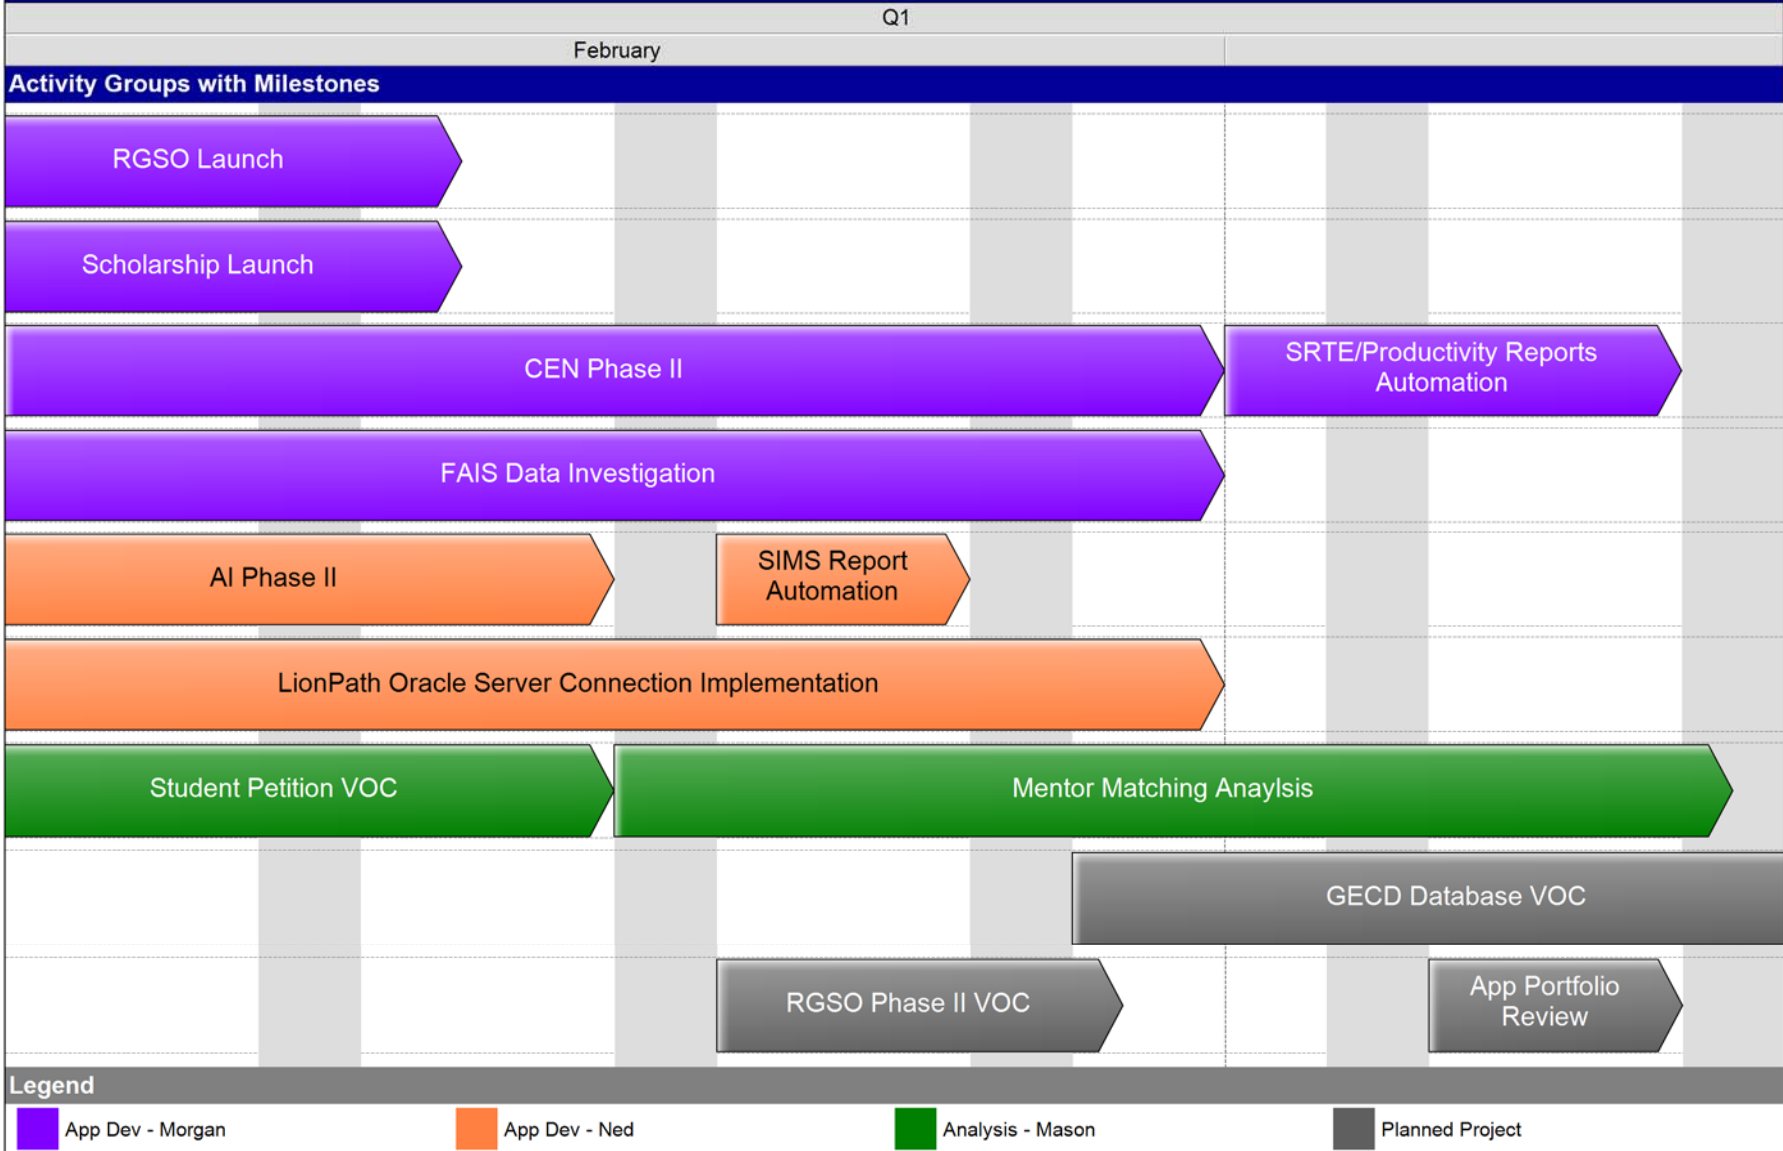 Q1
February
Activity Groups with Milestones
RGSO Launch
Scholarship Launch
CEN Phase II
SRTE/Productivity Reports
Automation
FAIS Data Investigation
AI Phase II
SIMS Report
Automation
LionPath Oracle Server Connection Implementation
Student Petition VOC
Mentor Matching Anaylsis
GECD Database VOC
RGSO Phase II VOC
App Portfolio
Review
Legend
App Dev - Morgan
App Dev - Ned
Analysis - Mason
Planned Project